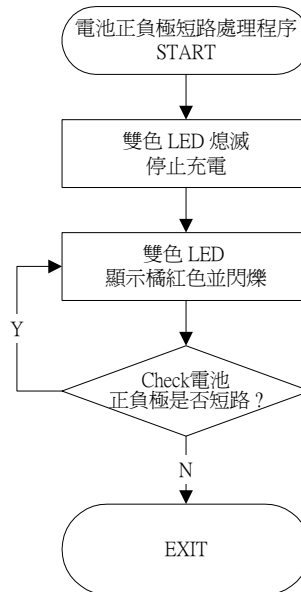 電池正負極短路處理程序
START
雙色 LED 熄滅
停止充電
雙色 LED
顯示橘紅色並閃爍
Y
Check電池
正負極是否短路？
N
EXIT